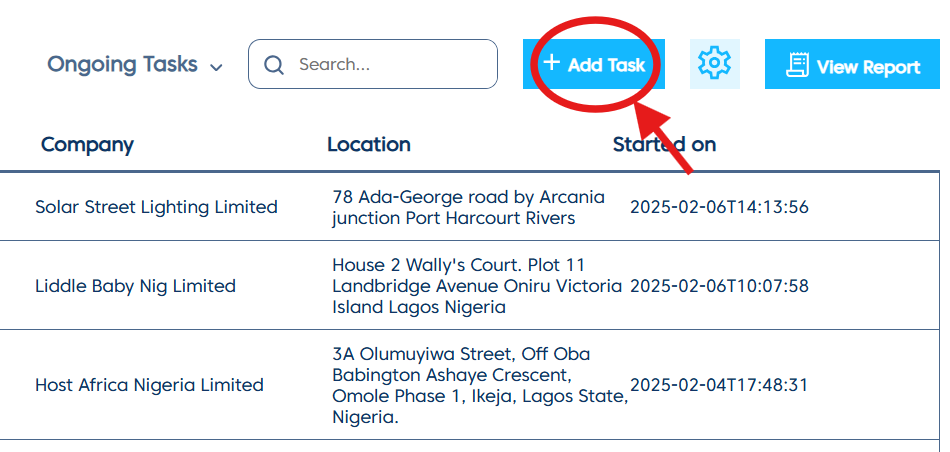 Ongoing Tasks
Search...
+ Add Task
View Report
Company
Location
Started on
Solar Street Lighting Limited
78 Ada-George road by Arcania
junction Port Harcourt Rivers
2025-02-06T14:13:56
Liddle Baby Nig Limited
House 2 Wally's Court. Plot 11
Landbridge Avenue Oniru Victoria
Island Lagos Nigeria
2025-02-06T10:07:58
Host Africa Nigeria Limited
3A Olumuyiwa Street, Off Oba
Babington Ashaye Crescent,
Omole Phase 1, Ikeja, Lagos State,
Nigeria.
2025-02-04T17:48:31